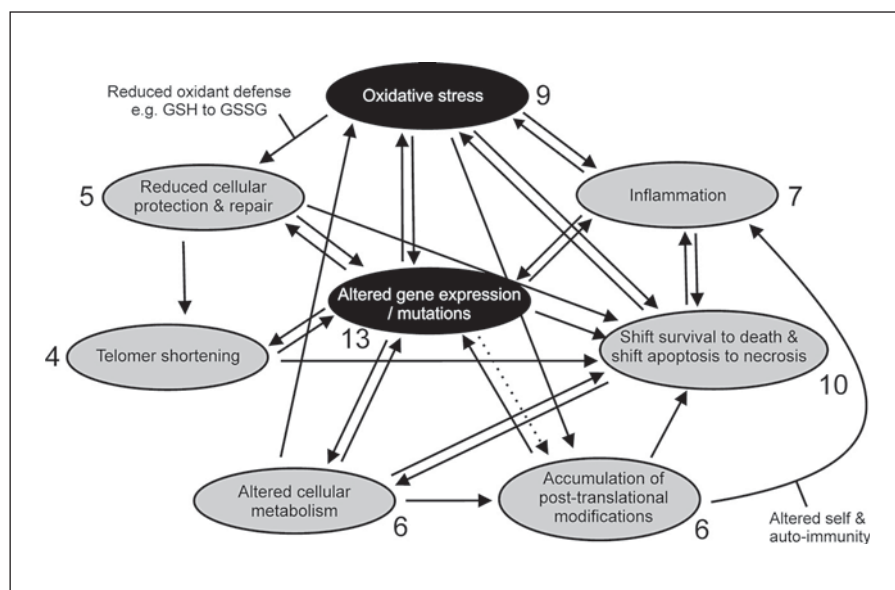 Reduced oxidant defense
e.g. GSH to GSSG
Oxidative stress
9
5
Reduced cellular
protection & repair
Inflammation
7
Altered gene expression
/ mutations
13
4
Telomer shortening
Shift survival to death &
shift apoptosis to necrosis
10
Altered cellular
metabolism
6
Accumulation of
post-translational
modifications
6
Altered self &
auto-immunity